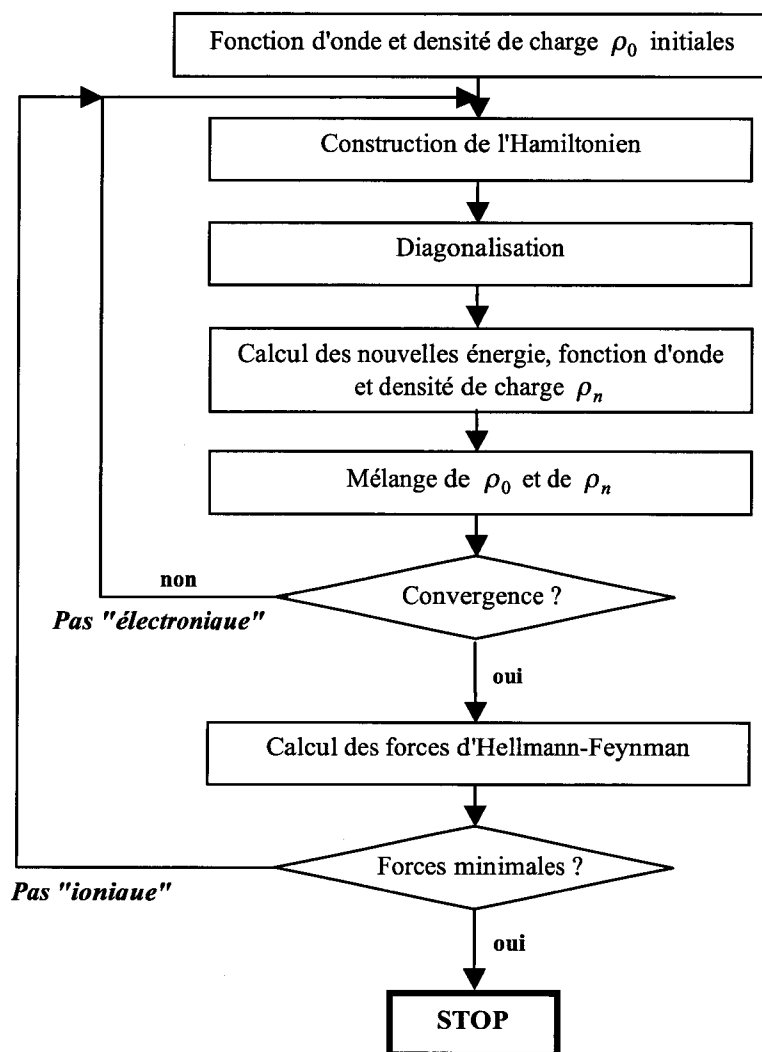 Fonction d'onde et densité de charge ρ₀ initiales
Construction de l'Hamiltonien
Diagonalisation
Calcul des nouvelles énergie, fonction d'onde
et densité de charge ρₙ
Mélange de ρ₀ et de ρₙ
non
Convergence ?
Pas "électronique"
oui
Calcul des forces d'Hellmann-Feynman
Forces minimales ?
Pas "ionique"
oui
STOP